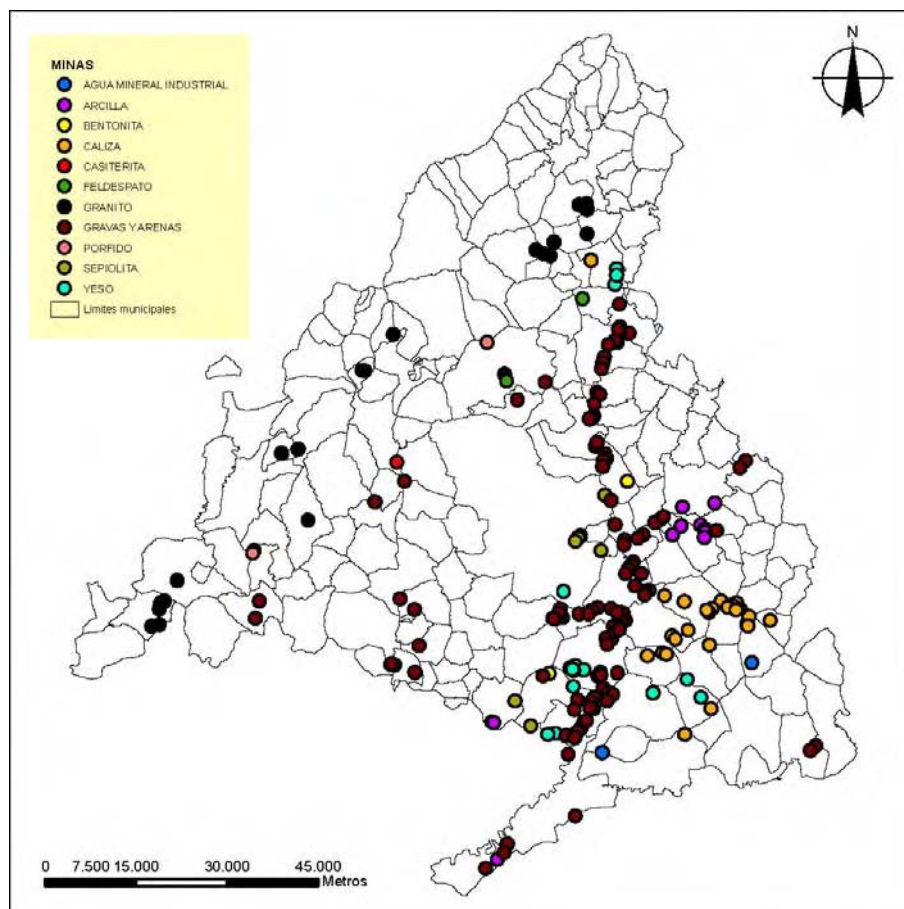 N
MINAS
AGUA MINERAL INDUSTRIAL
ARCILLA
BENTONITA
CALIZA
CASITERITA
FELDESPATO
GRANITO
GRAVAS Y ARENAS
PORFIDO
SEPIOLITA
YESO
Límites municipales
0 7.500 15.000 30.000 45.000
Metros